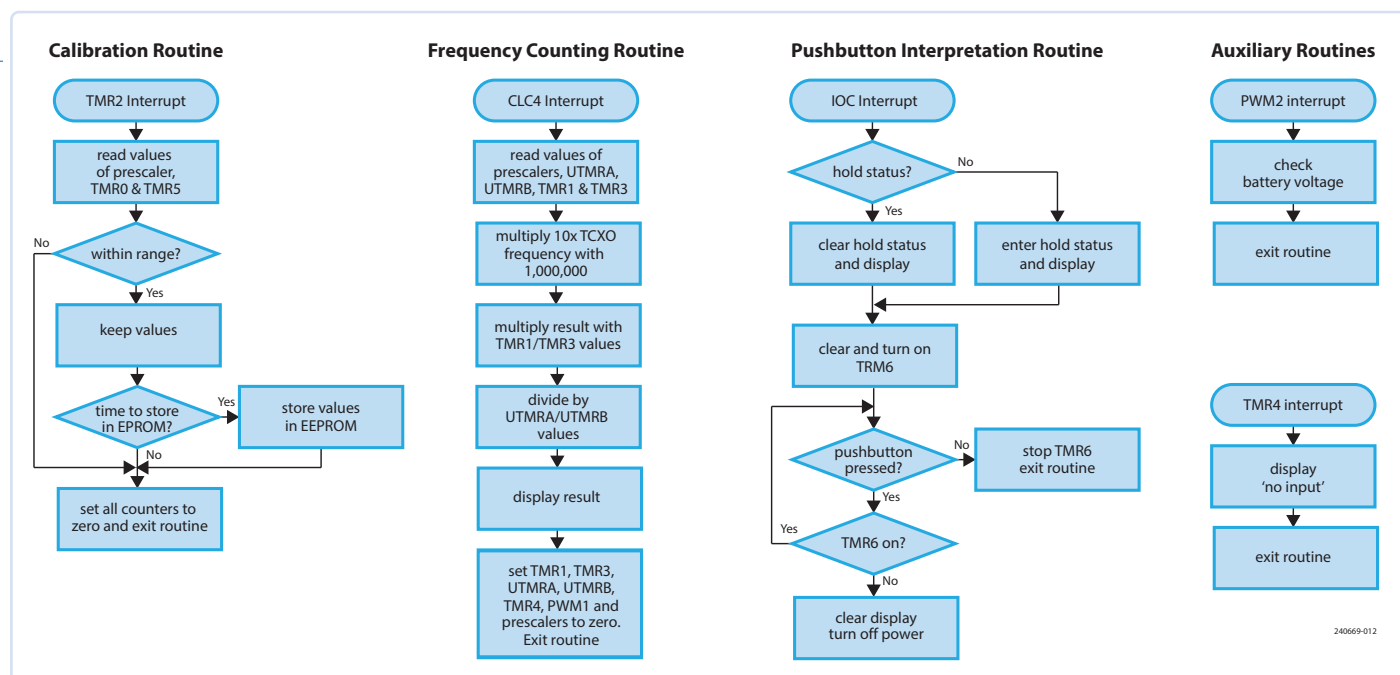 Calibration Routine
TMR2 Interrupt
read values
of prescaler,
TMR0 & TMR5
within range?
No
Yes
keep values
time to store
in EPROM?
Yes
store values
in EEPROM
No
set all counters to
zero and exit routine
Frequency Counting Routine
CLC4 Interrupt
read values of
prescalers, UTMRA,
UTMRB, TMR1 & TMR3
multiply 10x TCXO
frequency with
1,000,000
multiply result with
TMR1/TMR3 values
divide by
UTMRA/UTMRB
values
display result
set TMR1, TMR3,
UTMRA, UTMRB,
TMR4, PWM1 and
prescalers to zero.
Exit routine
Pushbutton Interpretation Routine
IOC Interrupt
hold status?
No
Yes
clear hold status
and display
enter hold status
and display
clear and turn on
TRM6
pushbutton
pressed?
No
stop TMR6
exit routine
Yes
TMR6 on?
Yes
No
clear display
turn off power
Auxiliary Routines
PWM2 interrupt
check
battery voltage
exit routine
TMR4 interrupt
display
‘no input’
exit routine
240669-012